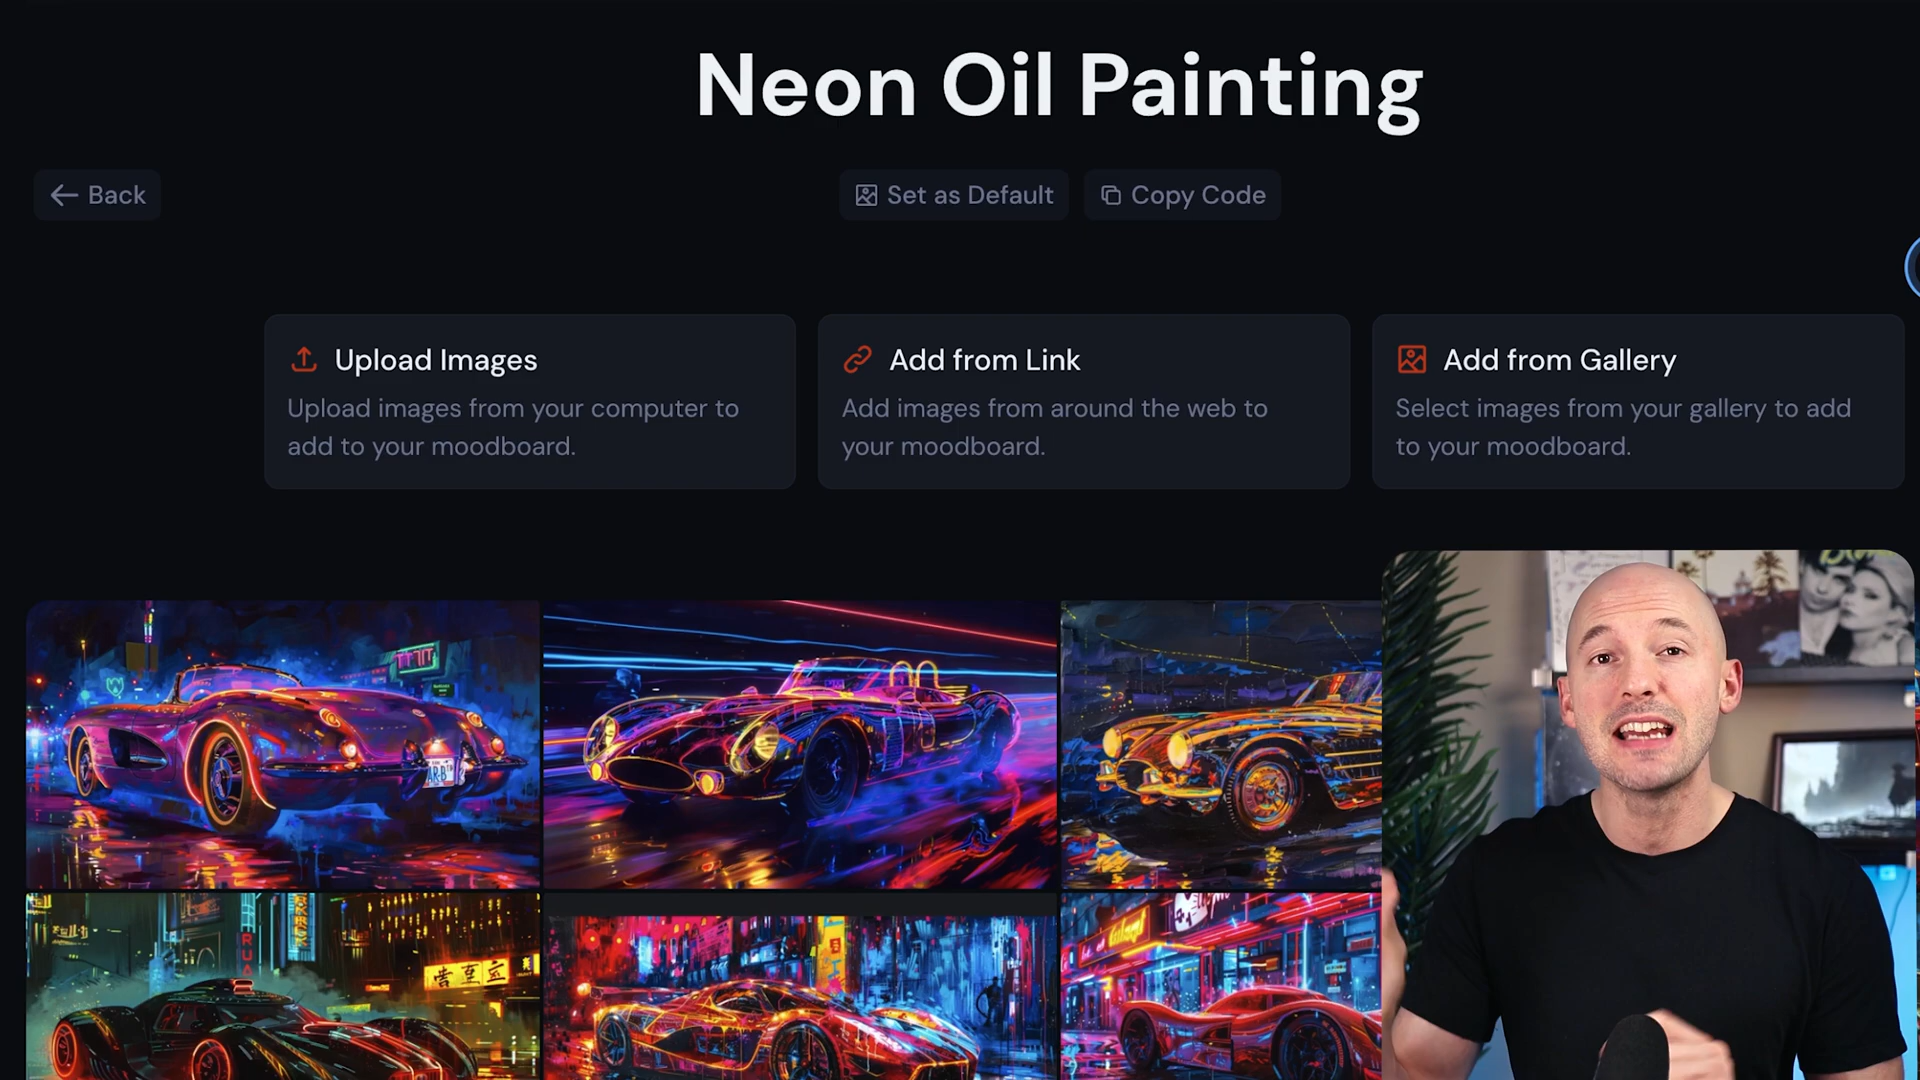 Neon Oil Painting
Back
Set as Default
Copy Code
Upload Images
Upload images from your computer to
add to your moodboard.
Add from Link
Add images from around the web to
your moodboard.
Add from Gallery
Select images from your gallery to add
to your moodboard.